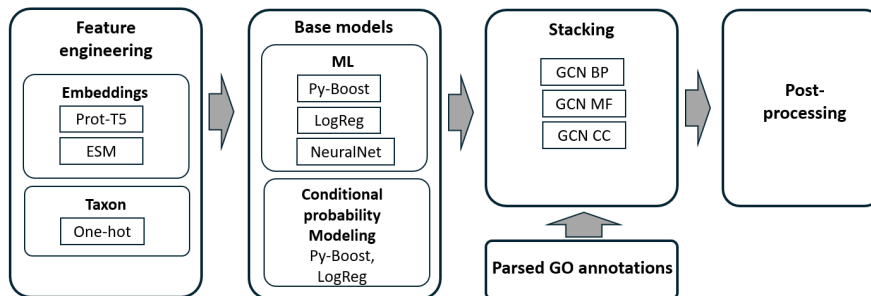 Feature
engineering
Embeddings
Prot-T5
ESM
Taxon
One-hot
Base models
ML
Py-Boost
LogReg
NeuralNet
Conditional
probability
Modeling
Py-Boost,
LogReg
Stacking
GCN BP
GCN MF
GCN CC
Parsed GO annotations
Post-
processing